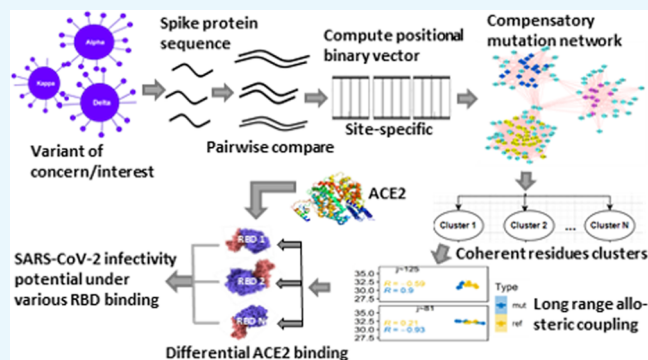 Alpha
Kappa
Delta
Variant of
concern/interest
Spike protein
sequence
Pairwise compare
Compute positional
binary vector
Site-specific
Compensatory
mutation network
Cluster 1
Cluster 2
...
Cluster N
Coherent residues clusters
j~125
35.0
32.5
30.0
27.5
R = -0.59
R = 0.9
j~81
35.0
32.5
30.0
27.5
R = 0.21
R = -0.93
Type
mut
ref
Long range allo-
steric coupling
ACE2
RBD 1
RBD 2
RBD N
Differential ACE2 binding
SARS-CoV-2 infectivity
potential under
various RBD binding